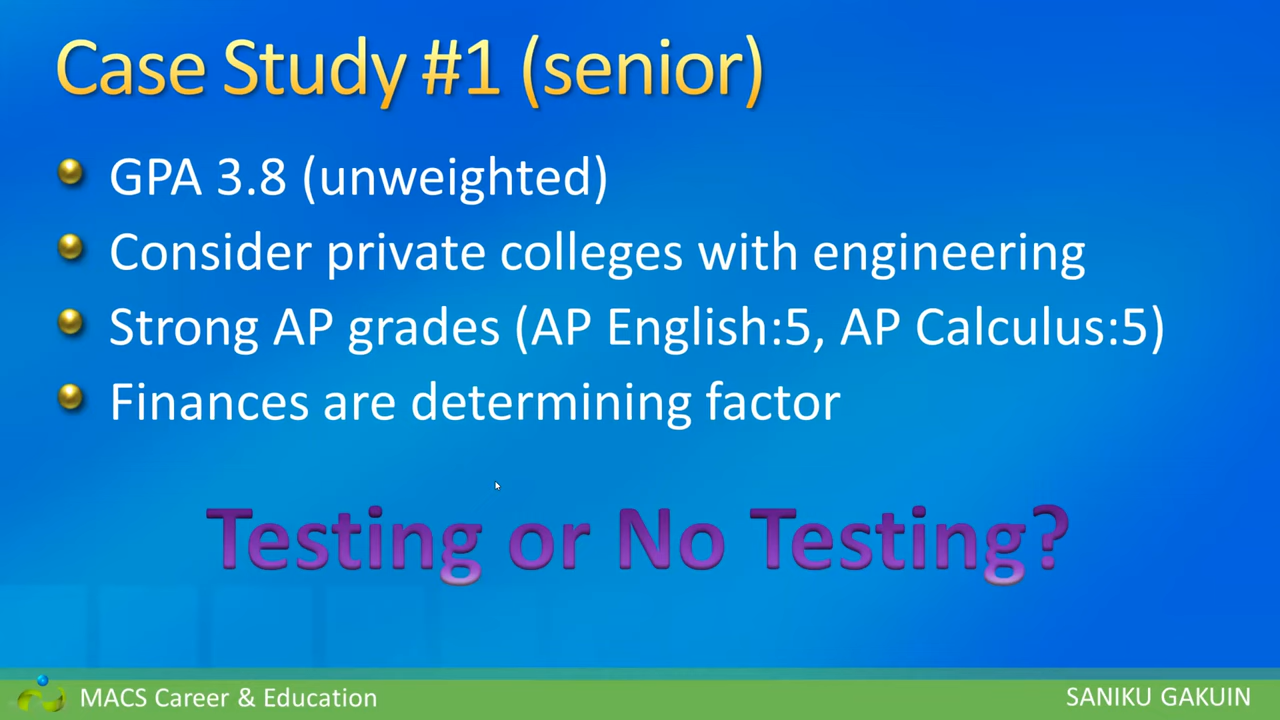 Case Study #1 (senior)
GPA 3.8 (unweighted)
Consider private colleges with engineering
Strong AP grades (AP English:5, AP Calculus:5)
Finances are determining factor
Testing or No Testing?
MACS Career & Education
SANIKU GAKUIN